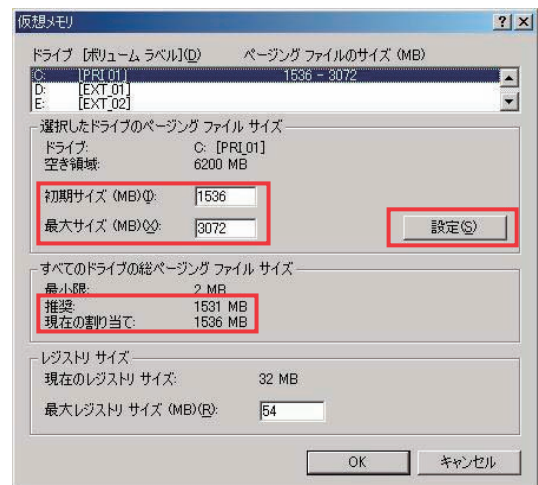 仮想メモリ
ドライブ [ボリューム ラベル](D) ページング ファイルのサイズ (MB)
C: [PRI_01] 1536 - 3072
D: [EXT_01]
E: [EXT_02]
選択したドライブのページング ファイル サイズ
ドライブ: C: [PRI_01]
空き領域: 6200 MB
初期サイズ (MB)(I): 1536
最大サイズ (MB)(X): 3072
設定(S)
すべてのドライブの総ページング ファイル サイズ
最小限: 2 MB
推奨: 1531 MB
現在の割り当て: 1536 MB
レジストリ サイズ
現在のレジストリ サイズ: 32 MB
最大レジストリ サイズ (MB)(R): 54
OK キャンセル